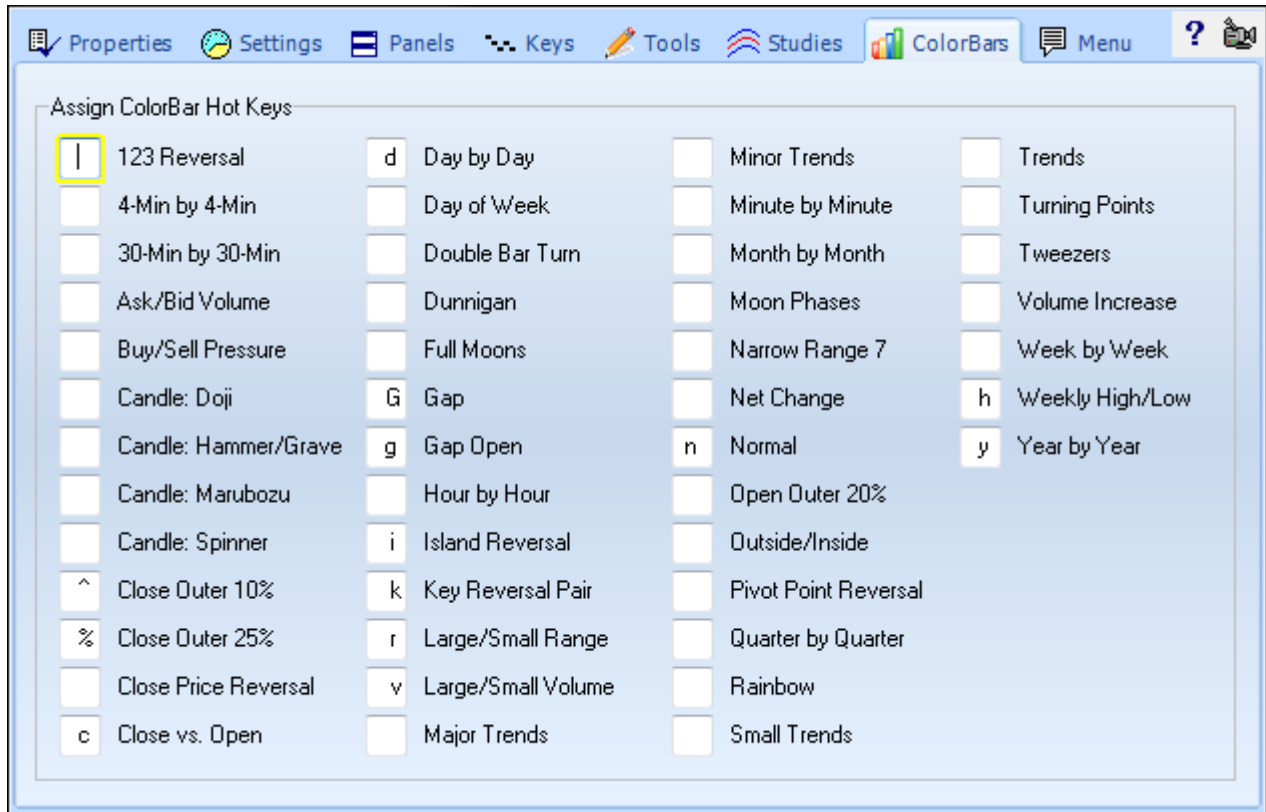 Properties Settings Panels Keys Tools Studies ColorBars Menu ?
Assign ColorBar Hot Keys
123 Reversal
4-Min by 4-Min
30-Min by 30-Min
Ask/Bid Volume
Buy/Sell Pressure
Candle: Doji
Candle: Hammer/Grave
Candle: Marubozu
Candle: Spinner
^ Close Outer 10%
% Close Outer 25%
Close Price Reversal
c Close vs. Open
d Day by Day
Day of Week
Double Bar Turn
Dunnigan
Full Moons
G Gap
g Gap Open
Hour by Hour
i Island Reversal
k Key Reversal Pair
r Large/Small Range
v Large/Small Volume
Major Trends
Minor Trends
Minute by Minute
Month by Month
Moon Phases
Narrow Range 7
Net Change
n Normal
Open Outer 20%
Outside/Inside
Pivot Point Reversal
Quarter by Quarter
Rainbow
Small Trends
Trends
Turning Points
Tweezers
Volume Increase
Week by Week
h Weekly High/Low
y Year by Year